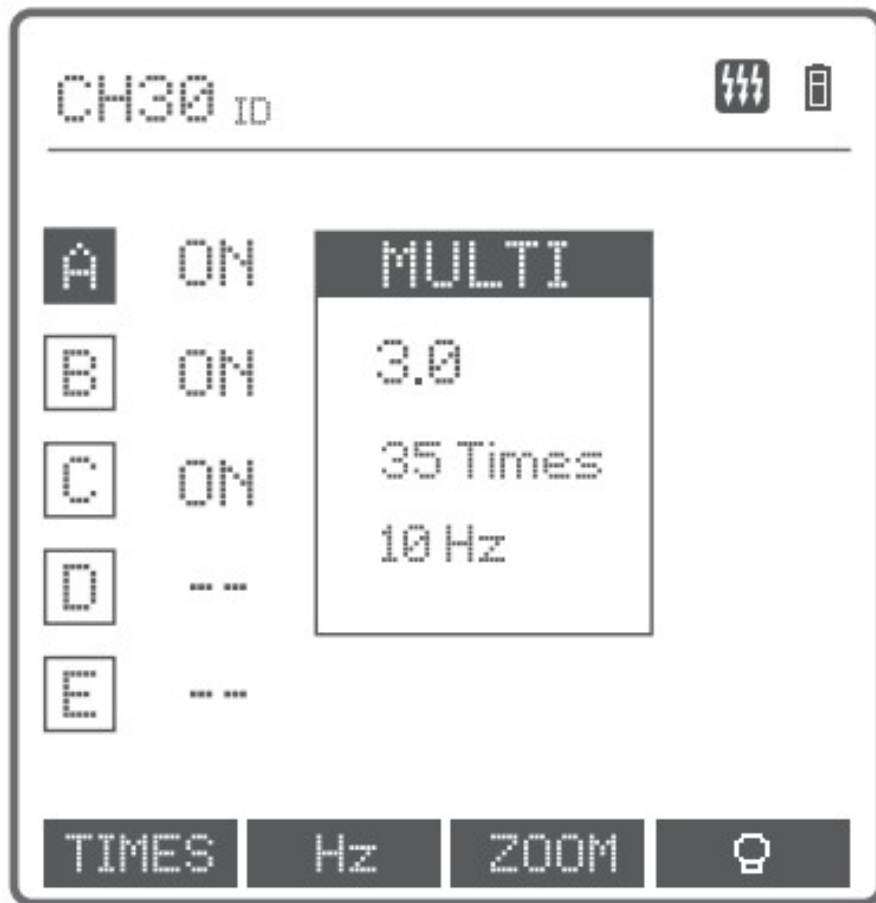 CH30 ID
A ON
B ON
C ON
D --
E --
MULTI
3.0
35 Times
10 Hz
TIMES Hz ZOOM